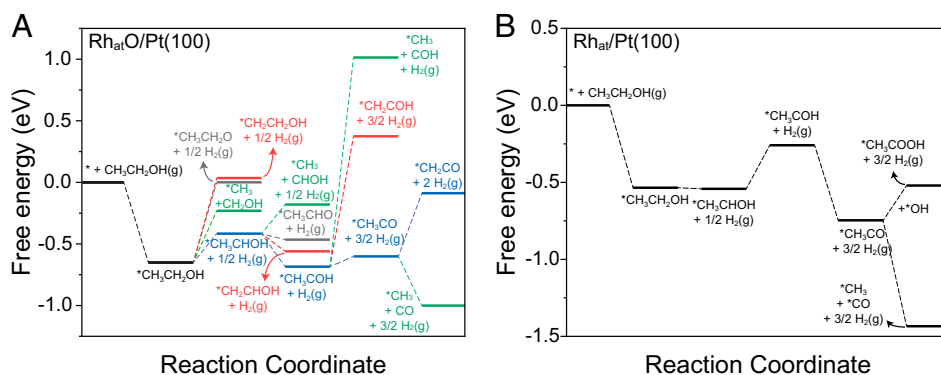 A
RhatO/Pt(100)
Free energy (eV)
1.0
0.5
0.0
-0.5
-1.0
* + CH3CH2OH(g)
*CH3CH2OH
*CH3CH2O
+ 1/2 H2(g)
*CH2CH2OH
+ 1/2 H2(g)
*CH3
+CH2OH
*CH3CHOH
+ 1/2 H2(g)
*CH3
+ CHOH
+ 1/2 H2(g)
*CH3CHO
+ H2(g)
*CH2CHOH
+ H2(g)
*CH3COH
+ H2(g)
*CH3
+ COH
+ H2(g)
*CH2COH
+ 3/2 H2(g)
*CH3CO
+ 3/2 H2(g)
*CH2CO
+ 2 H2(g)
*CH3
+ CO
+ 3/2 H2(g)
Reaction Coordinate
B
Rhat/Pt(100)
Free energy (eV)
0.5
0.0
-0.5
-1.0
-1.5
* + CH3CH2OH(g)
*CH3CH2OH
*CH3CHOH
+ 1/2 H2(g)
*CH3COH
+ H2(g)
*CH3CO
+ 3/2 H2(g)
*CH3COOH
+ 3/2 H2(g)
+*OH
*CH3
+ *CO
+ 3/2 H2(g)
Reaction Coordinate